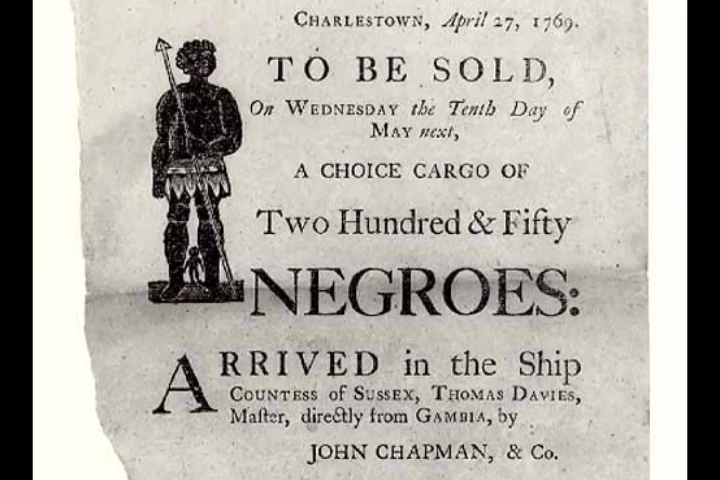 CHARLESTOWN, April 27, 1769.
TO BE SOLD,
On WEDNESDAY the Tenth Day of
MAY next,
A CHOICE CARGO OF
Two Hundred & Fifty
NEGROES:
ARRIVED in the Ship
COUNTESS of SUSSEX, THOMAS DAVIES,
Maſter, directly from GAMBIA, by
JOHN CHAPMAN, & Co.